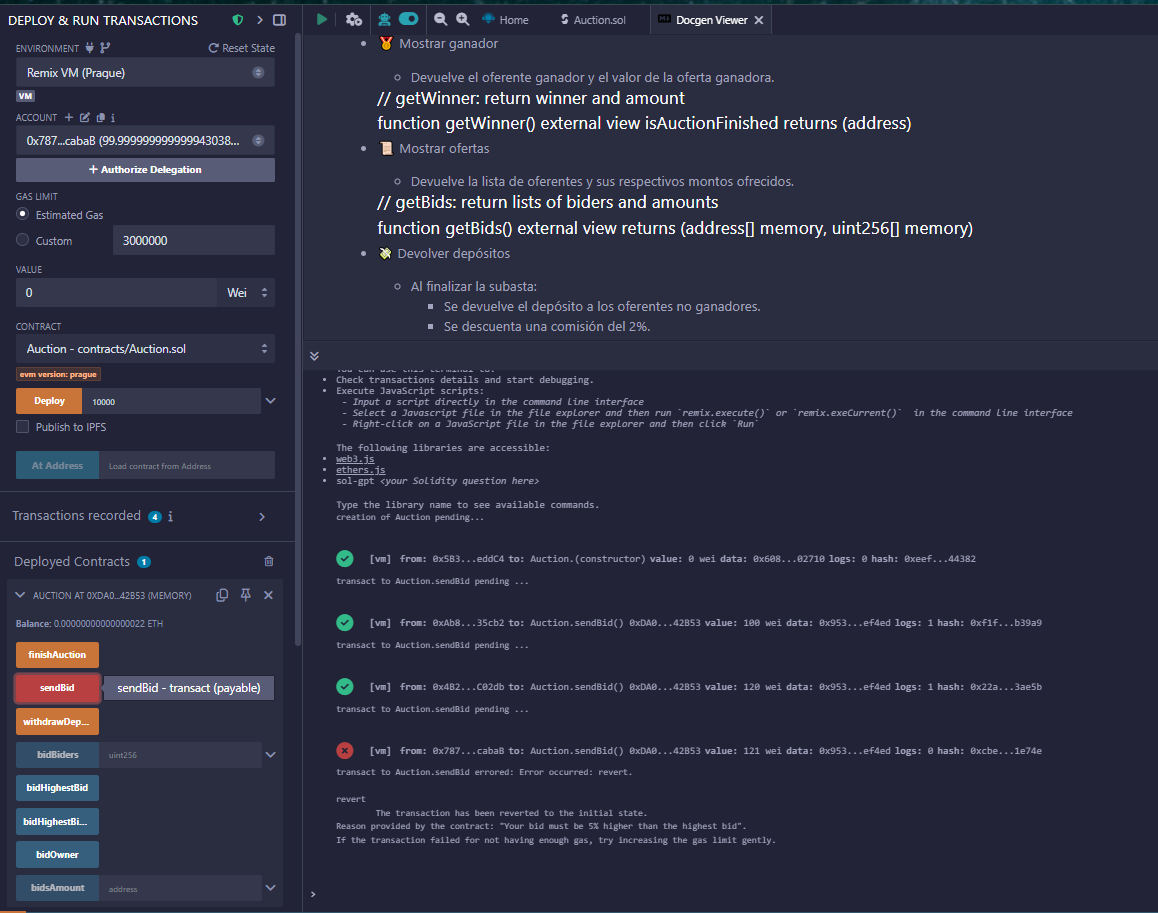 DEPLOY & RUN TRANSACTIONS
ENVIRONMENT
Reset State
Remix VM (Prague)
VM
ACCOUNT
0x787...cabaB (99.999999999999943038...
+ Authorize Delegation
GAS LIMIT
Estimated Gas
Custom
3000000
VALUE
0
Wei
CONTRACT
Auction - contracts/Auction.sol
evm version: prague
Deploy
10000
Publish to IPFS
At Address
Load contract from Address
Transactions recorded 4 i
Deployed Contracts 1
AUCTION AT 0XDA0...42B53 (MEMORY)
Balance: 0.00000000000000022 ETH
finishAuction
sendBid
sendBid - transact (payable)
withdrawDep...
bidBiders
uint256
bidHighestBid
bidHighestBi...
bidOwner
bidsAmount
address
Home
Auction.sol
Docgen Viewer
• 🥇 Mostrar ganador
◦ Devuelve el oferente ganador y el valor de la oferta ganadora.
// getWinner: return winner and amount
function getWinner() external view isAuctionFinished returns (address)
• 📜 Mostrar ofertas
◦ Devuelve la lista de oferentes y sus respectivos montos ofrecidos.
// getBids: return lists of biders and amounts
function getBids() external view returns (address[] memory, uint256[] memory)
• 💸 Devolver depósitos
◦ Al finalizar la subasta:
▪ Se devuelve el depósito a los oferentes no ganadores.
▪ Se descuenta una comisión del 2%.
You can use this terminal to:
• Check transactions details and start debugging.
• Execute JavaScript scripts:
- Input a script directly in the command line interface
- Select a Javascript file in the file explorer and then run `remix.execute()` or `remix.exeCurrent()` in the command line interface
- Right-click on a JavaScript file in the file explorer and then click `Run`
The following libraries are accessible:
• web3.js
• ethers.js
• sol-gpt <your Solidity question here>
Type the library name to see available commands.
creation of Auction pending...
[vm] from: 0x5B3...eddC4 to: Auction.(constructor) value: 0 wei data: 0x608...02710 logs: 0 hash: 0xeef...44382
transact to Auction.sendBid pending ...
[vm] from: 0xAb8...35cb2 to: Auction.sendBid() 0xDA0...42B53 value: 100 wei data: 0x953...ef4ed logs: 1 hash: 0xf1f...b39a9
transact to Auction.sendBid pending ...
[vm] from: 0x4B2...C02db to: Auction.sendBid() 0xDA0...42B53 value: 120 wei data: 0x953...ef4ed logs: 1 hash: 0x22a...3ae5b
transact to Auction.sendBid pending ...
[vm] from: 0x787...cabaB to: Auction.sendBid() 0xDA0...42B53 value: 121 wei data: 0x953...ef4ed logs: 0 hash: 0xcbe...1e74e
transact to Auction.sendBid errored: Error occurred: revert.
revert
The transaction has been reverted to the initial state.
Reason provided by the contract: "Your bid must be 5% higher than the highest bid".
If the transaction failed for not having enough gas, try increasing the gas limit gently.
>